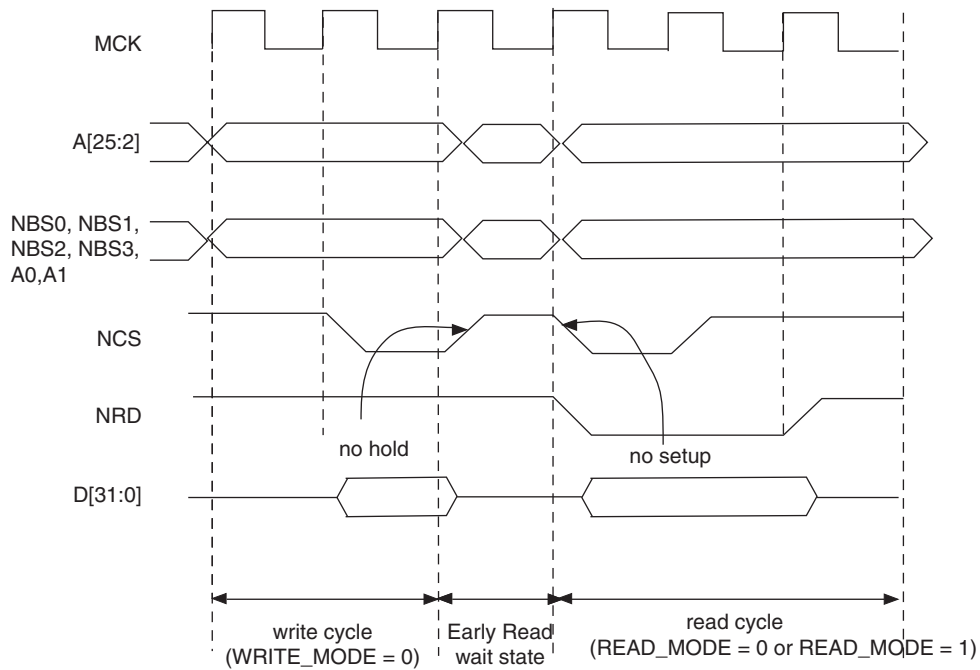 MCK
A[25:2]
NBS0, NBS1,
NBS2, NBS3,
A0,A1
NCS
NRD
no hold
no setup
D[31:0]
write cycle
(WRITE_MODE = 0)
Early Read
wait state
read cycle
(READ_MODE = 0 or READ_MODE = 1)